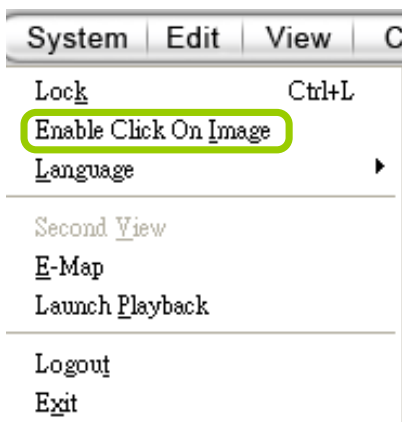 System Edit View C
Lock Ctrl+L
Enable Click On Image
Language
Second View
E-Map
Launch Playback
Logout
Exit